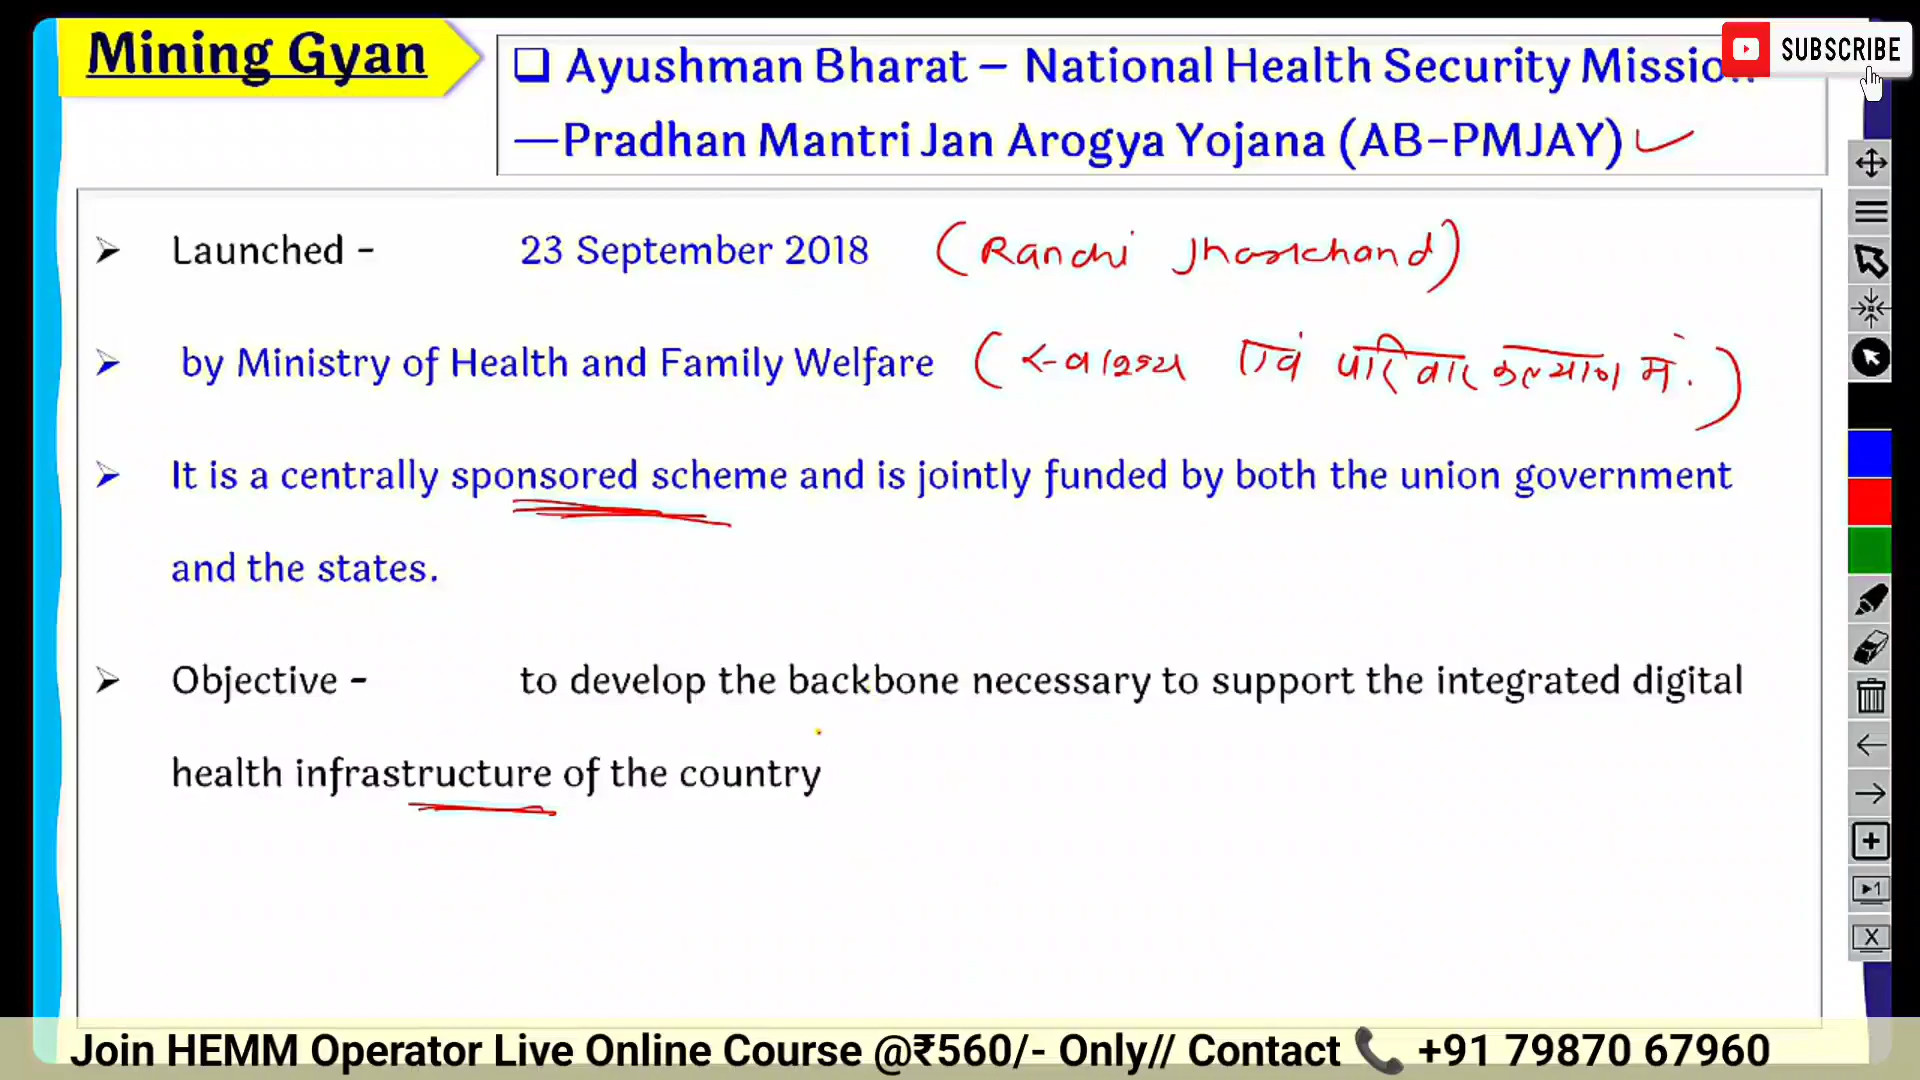 Mining Gyan
SUBSCRIBE
❑ Ayushman Bharat – National Health Security Mission
—Pradhan Mantri Jan Arogya Yojana (AB-PMJAY)
➢ Launched - 23 September 2018 (Ranchi Jharkhand)
➢ by Ministry of Health and Family Welfare (स्वास्थ्य एवं परिवार कल्याण मं.)
➢ It is a centrally sponsored scheme and is jointly funded by both the union government
and the states.
➢ Objective - to develop the backbone necessary to support the integrated digital
health infrastructure of the country
Join HEMM Operator Live Online Course @₹560/- Only// Contact 📞 +91 79870 67960